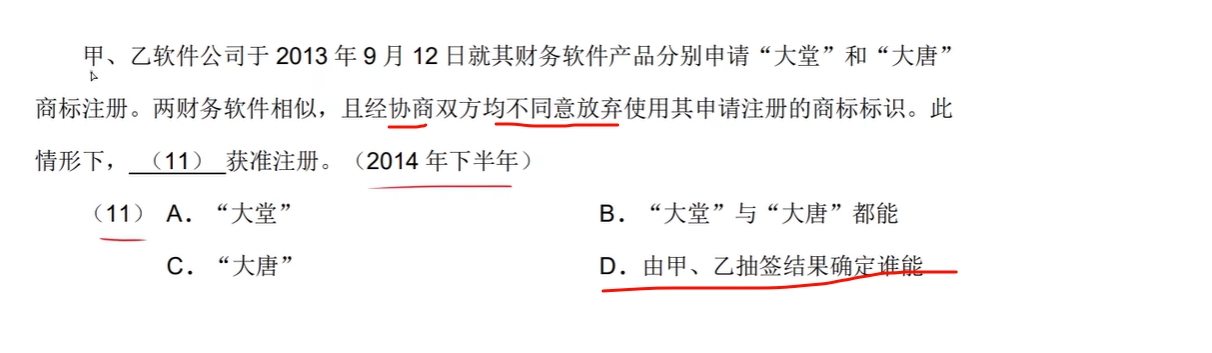 甲、乙软件公司于 2013 年 9 月 12 日就其财务软件产品分别申请“大堂”和“大唐”
商标注册。两财务软件相似，且经协商双方均不同意放弃使用其申请注册的商标标识。此
情形下，（11）获准注册。（2014 年下半年）
（11） A．“大堂” B．“大堂”与“大唐”都能
C．“大唐” D．由甲、乙抽签结果确定谁能